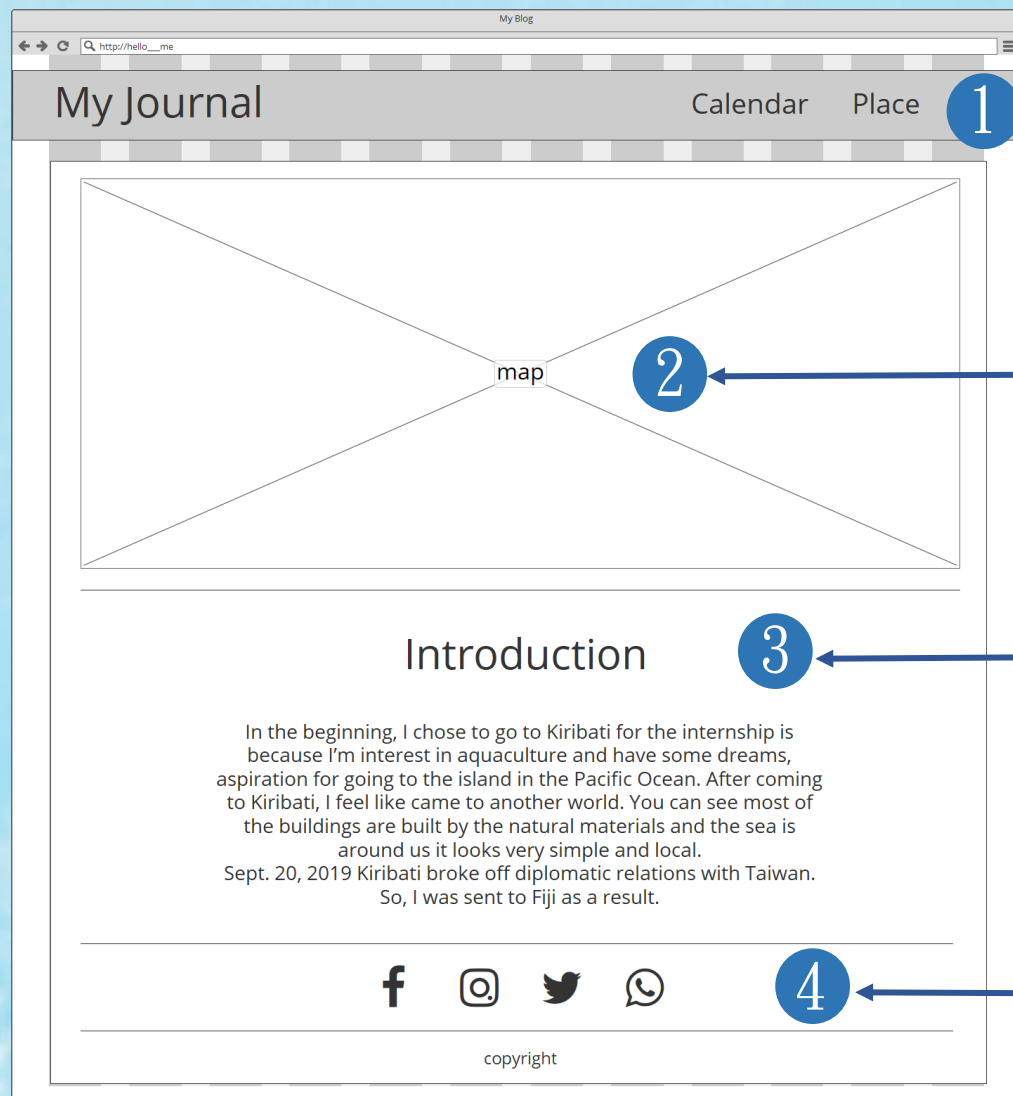 My Blog
http://hello___me
My Journal
Calendar
Place
1
map
2
Introduction
3
In the beginning, I chose to go to Kiribati for the internship is
because I'm interest in aquaculture and have some dreams,
aspiration for going to the island in the Pacific Ocean. After coming
to Kiribati, I feel like came to another world. You can see most of
the buildings are built by the natural materials and the sea is
around us it looks very simple and local.
Sept. 20, 2019 Kiribati broke off diplomatic relations with Taiwan.
So, I was sent to Fiji as a result.
4
copyright